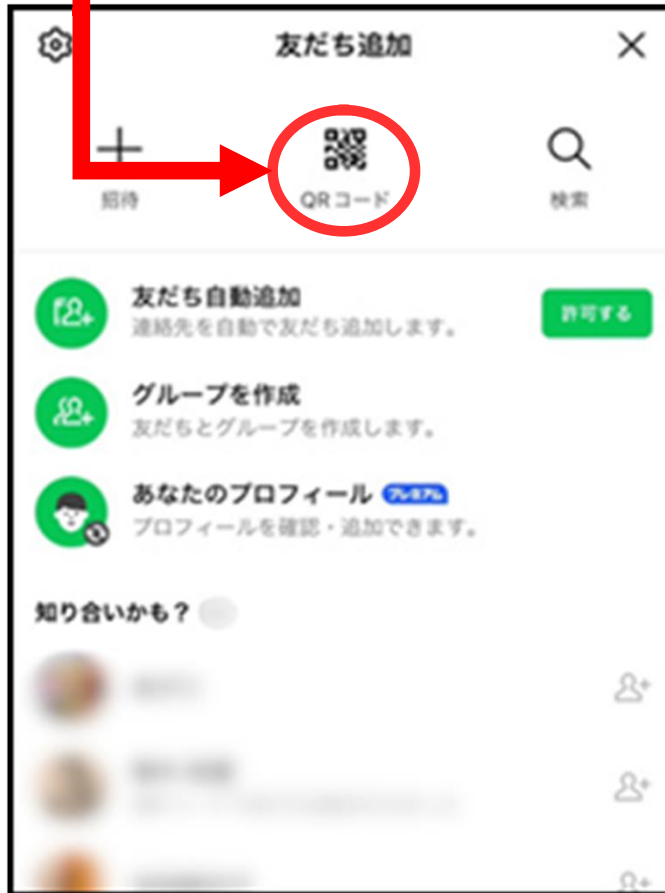 友だち追加
招待
QRコード
検索
友だち自動追加
連絡先を自動で友だち追加します。
許可する
グループを作成
友だちとグループを作成します。
あなたのプロフィール プレミアム
プロフィールを確認・追加できます。
知り合いかも?